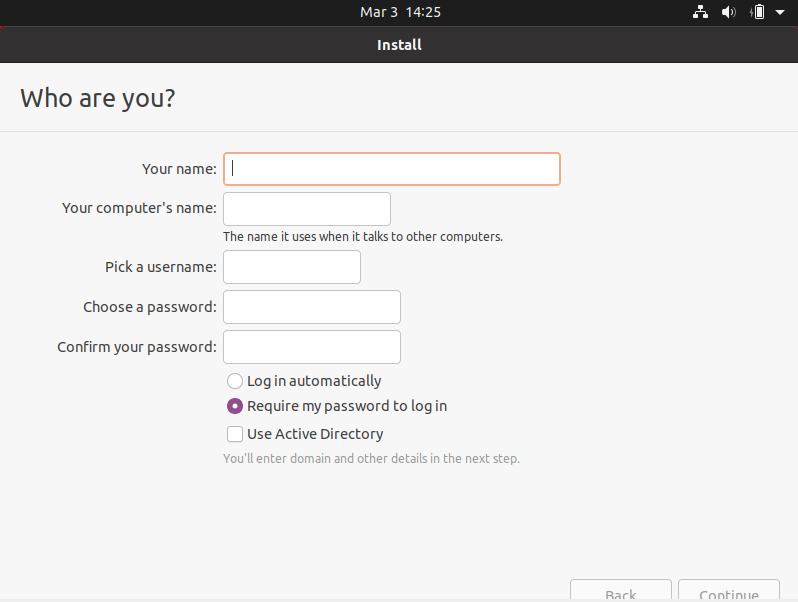 Mar 3 14:25
Install
Who are you?
Your name:
Your computer's name:
The name it uses when it talks to other computers.
Pick a username:
Choose a password:
Confirm your password:
Log in automatically
Require my password to log in
Use Active Directory
You'll enter domain and other details in the next step.
Back Continue